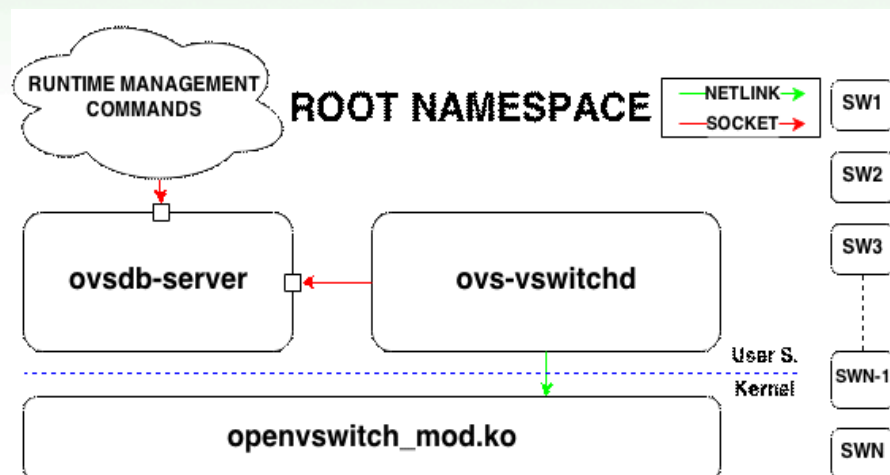 RUNTIME MANAGEMENT
COMMANDS
ROOT NAMESPACE
NETLINK
SOCKET
SW1
SW2
SW3
ovsdb-server
ovs-vswitchd
User S.
Kernel
SWN-1
openvswitch_mod.ko
SWN